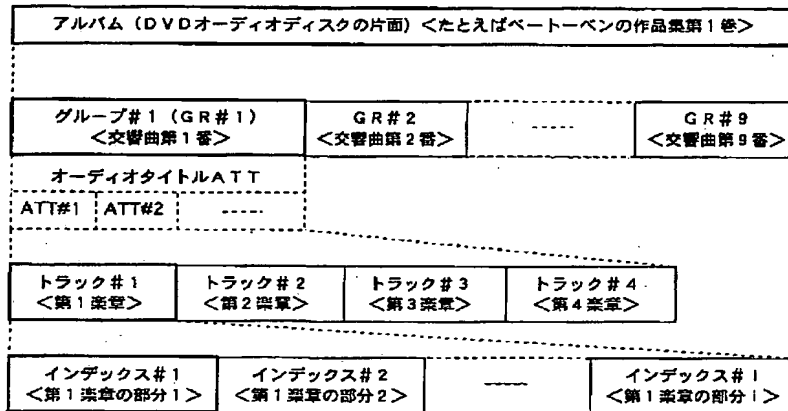 アルバム（DVDオーディオディスクの片面）＜たとえばベートーベンの作品集第1巻＞
グループ＃1（GR＃1） GR＃2 ----- GR＃9
＜交響曲第1番＞ ＜交響曲第2番＞ ＜交響曲第9番＞
オーディオタイトルATT
ATT#1 ATT#2 -----
トラック＃1 トラック＃2 トラック＃3 トラック＃4
＜第1楽章＞ ＜第2楽章＞ ＜第3楽章＞ ＜第4楽章＞
インデックス＃1 インデックス＃2 ----- インデックス＃I
＜第1楽章の部分1＞ ＜第1楽章の部分2＞ ＜第1楽章の部分I＞